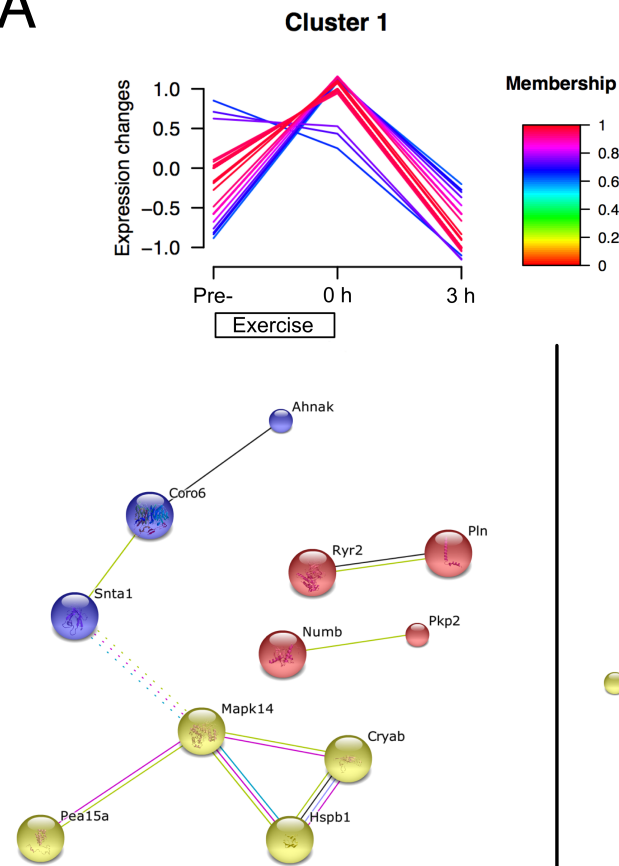 A
Cluster 1
Membership
Expression changes
1.0
0.5
0.0
−0.5
−1.0
1
0.8
0.6
0.4
0.2
0
Pre-
0 h
3 h
Exercise
Ahnak
Coro6
Snta1
Ryr2
Pln
Numb
Pkp2
Mapk14
Cryab
Pea15a
Hspb1